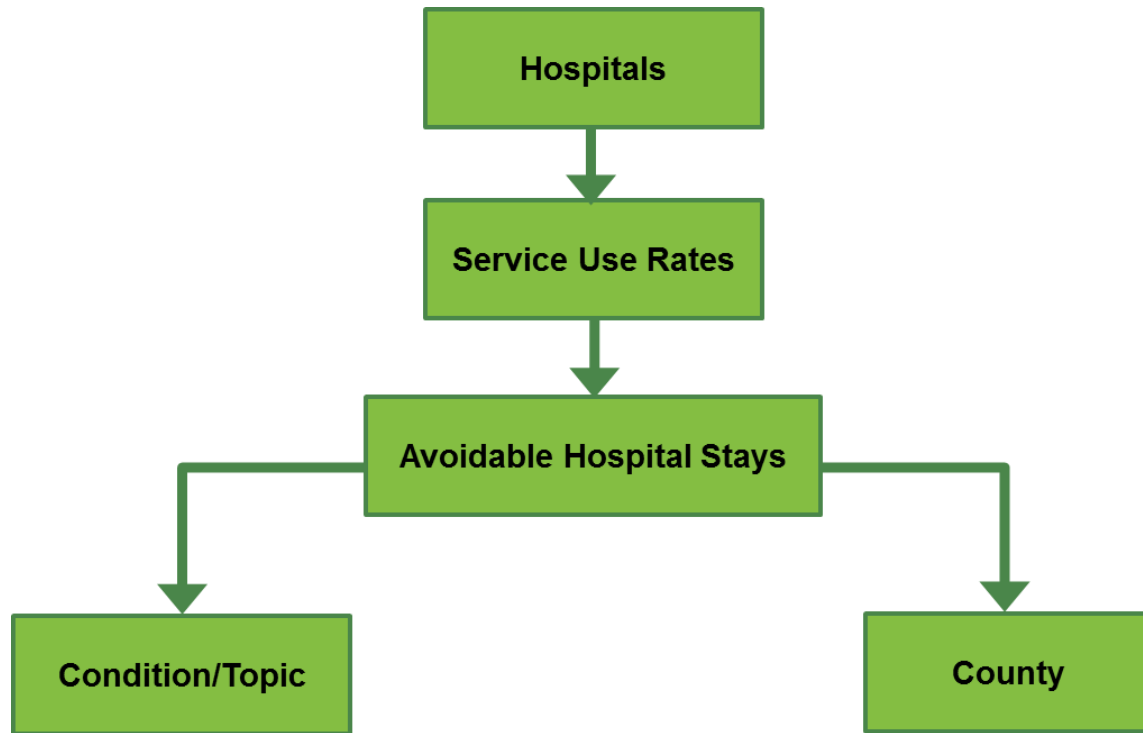 Hospitals
Service Use Rates
Avoidable Hospital Stays
Condition/Topic
County